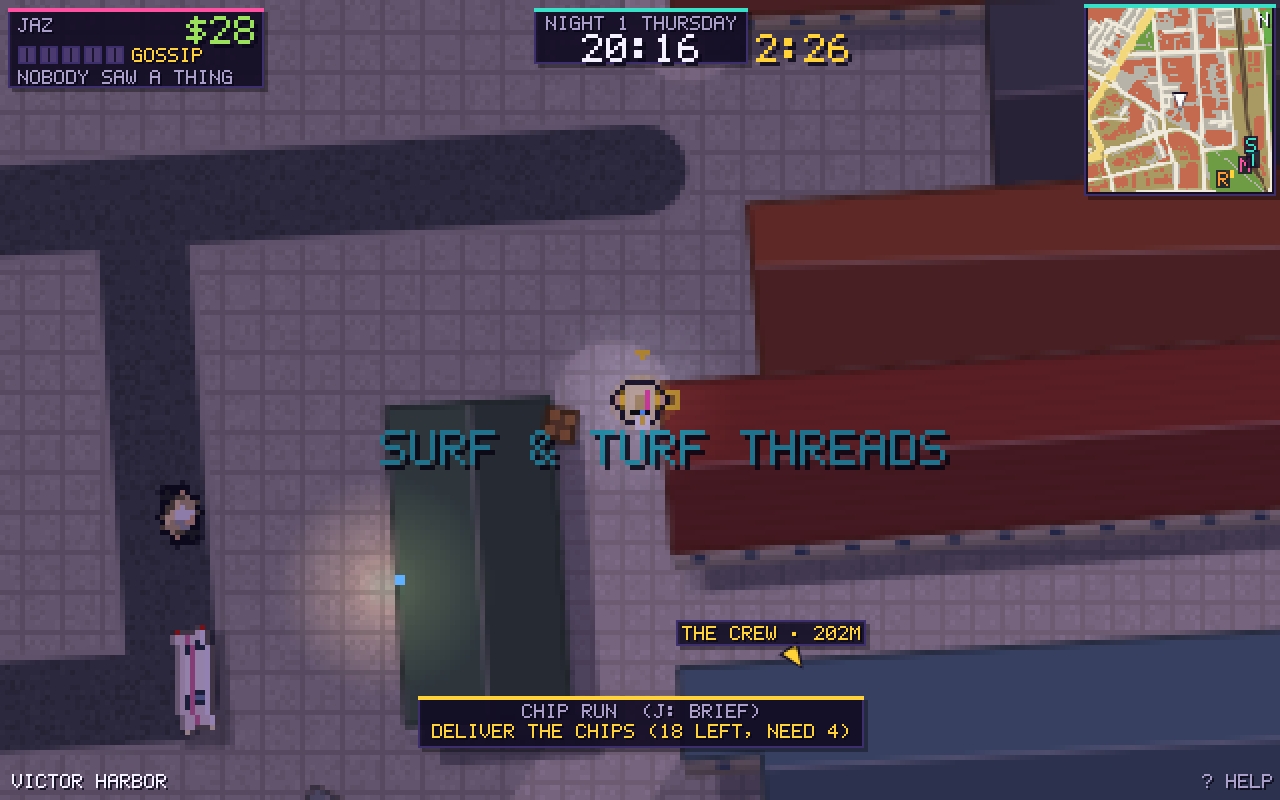 JAZ
$28
GOSSIP
NOBODY SAW A THING
NIGHT 1 THURSDAY
20:16
2:26
N
S
R
SURF & TURF THREADS
THE CREW · 202M
CHIP RUN (J: BRIEF)
DELIVER THE CHIPS (18 LEFT, NEED 4)
VICTOR HARBOR
? HELP